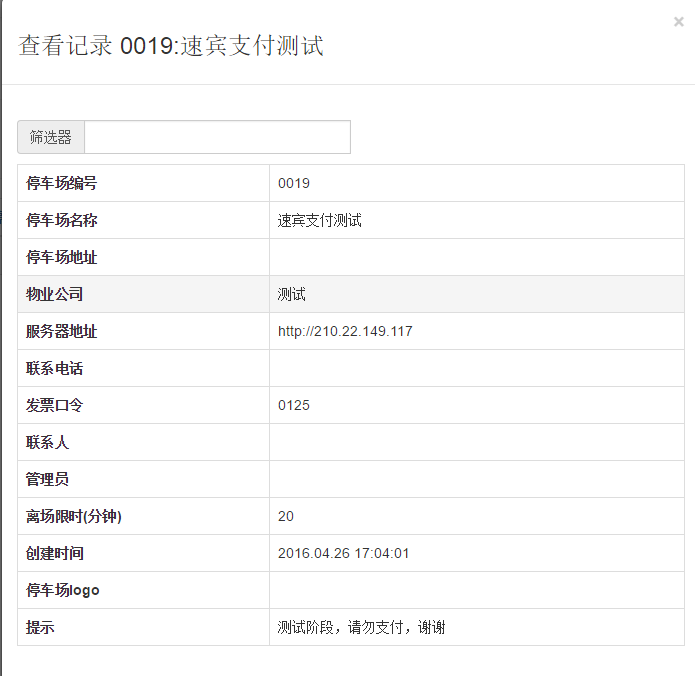 查看记录 0019:速宾支付测试
×
筛选器
停车场编号 0019
停车场名称 速宾支付测试
停车场地址
物业公司 测试
服务器地址 http://210.22.149.117
联系电话
发票口令 0125
联系人
管理员
离场限时(分钟) 20
创建时间 2016.04.26 17:04:01
停车场logo
提示 测试阶段，请勿支付，谢谢